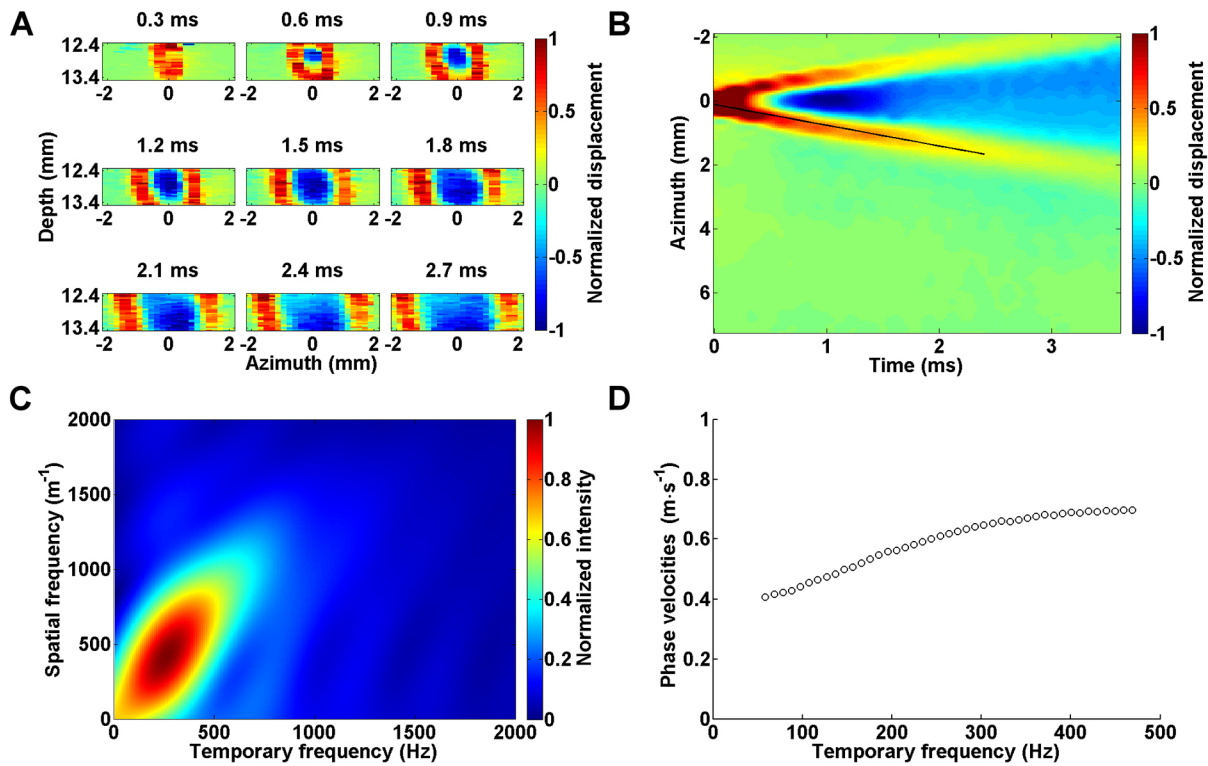 A
0.3 ms
0.6 ms
0.9 ms
12.4
13.4
-2 0 2
-2 0 2
-2 0 2
1.2 ms
1.5 ms
1.8 ms
12.4
13.4
-2 0 2
-2 0 2
-2 0 2
2.1 ms
2.4 ms
2.7 ms
12.4
13.4
-2 0 2
-2 0 2
-2 0 2
Depth (mm)
Azimuth (mm)
1
0.5
0
-0.5
-1
Normalized displacement
B
-2
0
2
4
6
Azimuth (mm)
0 1 2 3
Time (ms)
1
0.5
0
-0.5
-1
Normalized displacement
C
2000
1500
1000
500
0
Spatial frequency (m-1)
0 500 1000 1500 2000
Temporary frequency (Hz)
1
0.8
0.6
0.4
0.2
0
Normalized intensity
D
1
0.8
0.6
0.4
0.2
0
Phase velocities (m·s-1)
0 100 200 300 400 500
Temporary frequency (Hz)